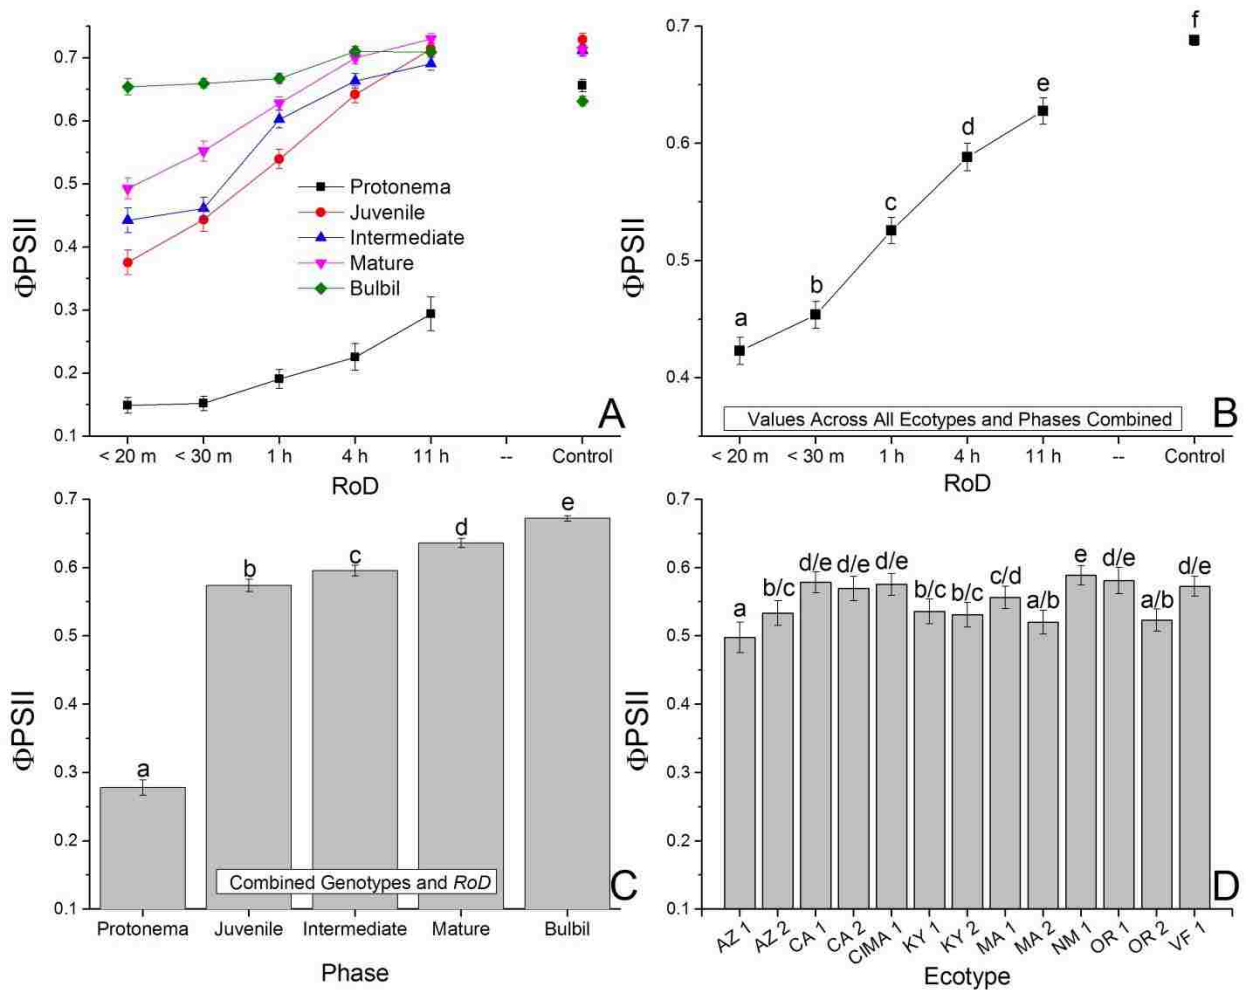 0.7
0.6
0.5
0.4
0.3
0.2
0.1
ΦPSII
Protonema
Juvenile
Intermediate
Mature
Bulbil
A
< 20 m < 30 m 1 h 4 h 11 h -- Control
RoD
0.8
0.7
0.6
0.5
0.4
ΦPSII
a
b
c
d
e
f
Values Across All Ecotypes and Phases Combined
B
< 20 m < 30 m 1 h 4 h 11 h -- Control
RoD
0.7
0.6
0.5
0.4
0.3
0.2
0.1
ΦPSII
a
b
c
d
e
Combined Genotypes and RoD
C
Protonema Juvenile Intermediate Mature Bulbil
Phase
0.7
0.6
0.5
0.4
0.3
0.2
0.1
ΦPSII
a b/c d/e d/e d/e b/c b/c c/d a/b e d/e a/b d/e
D
AZ 1 AZ 2 CA 1 CA 2 CIMA 1 KY 1 KY 2 MA 1 MA 2 NM 1 OR 1 OR 2 VF 1
Ecotype